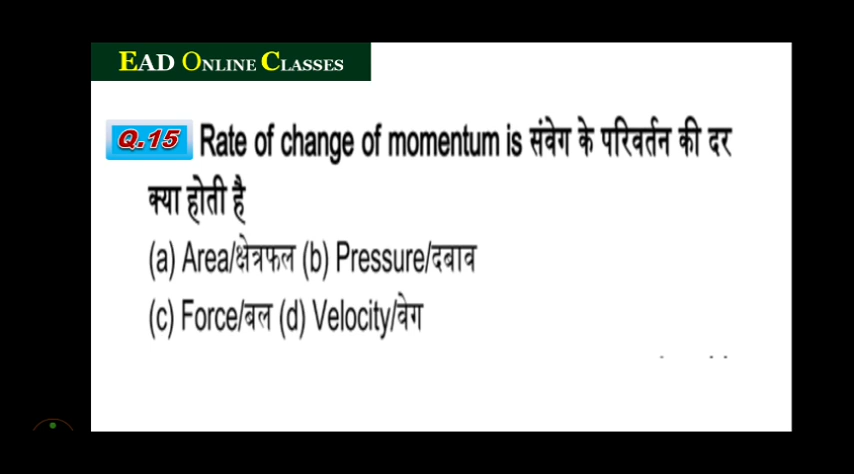 EAD ONLINE CLASSES
Q.15 Rate of change of momentum is संवेग के परिवर्तन की दर
क्या होती है
(a) Area/क्षेत्रफल (b) Pressure/दबाव
(c) Force/बल (d) Velocity/वेग